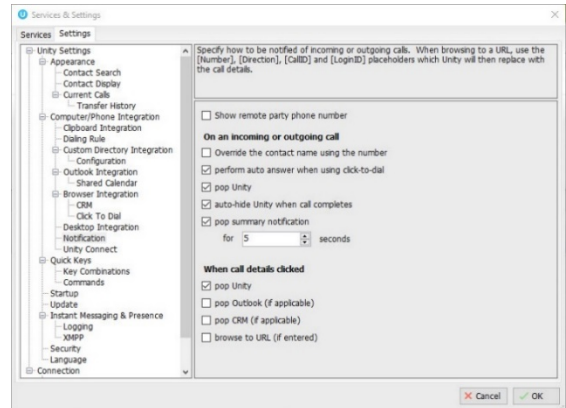 Services & Settings
Services
Settings
Unity Settings
Appearance
Contact Search
Contact Display
Current Calls
Transfer History
Computer/Phone Integration
Clipboard Integration
Dialing Rule
Custom Directory Integration
Configuration
Outlook Integration
Shared Calendar
Browser Integration
CRM
Click To Dial
Desktop Integration
Notification
Unity Connect
Quick Keys
Key Combinations
Commands
Startup
Update
Instant Messaging & Presence
Logging
XMPP
Security
Language
Connection
Specify how to be notified of incoming or outgoing calls. When browsing to a URL, use the
[Number], [Direction], [CallID] and [LoginID] placeholders which Unity will then replace with
the call details.
Show remote party phone number
On an incoming or outgoing call
Override the contact name using the number
perform auto answer when using click-to-dial
pop Unity
auto-hide Unity when call completes
pop summary notification
for 5 seconds
When call details clicked
pop Unity
pop Outlook (if applicable)
pop CRM (if applicable)
browse to URL (if entered)
Cancel
OK